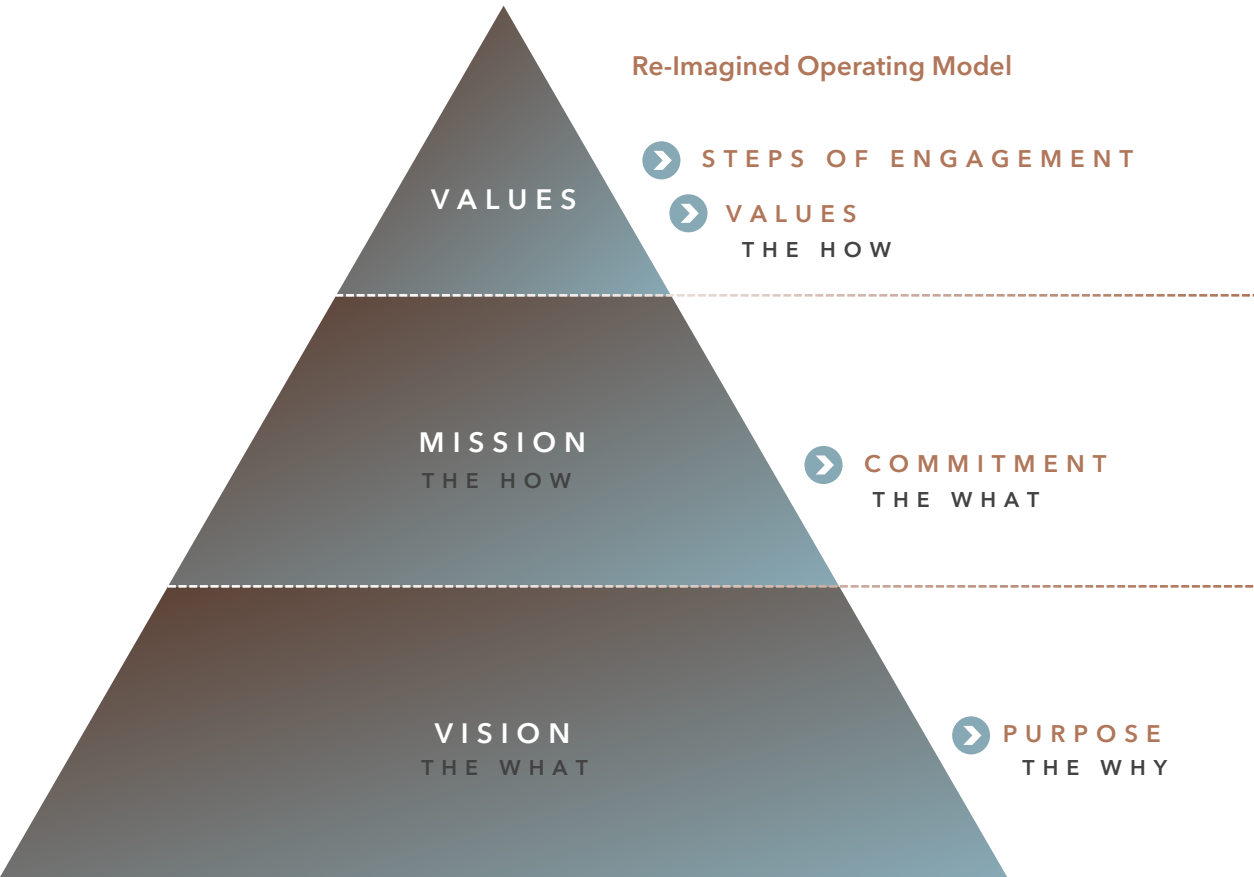 Re-Imagined Operating Model
STEPS OF ENGAGEMENT
VALUES
VALUES
THE HOW
MISSION
THE HOW
COMMITMENT
THE WHAT
VISION
THE WHAT
PURPOSE
THE WHY